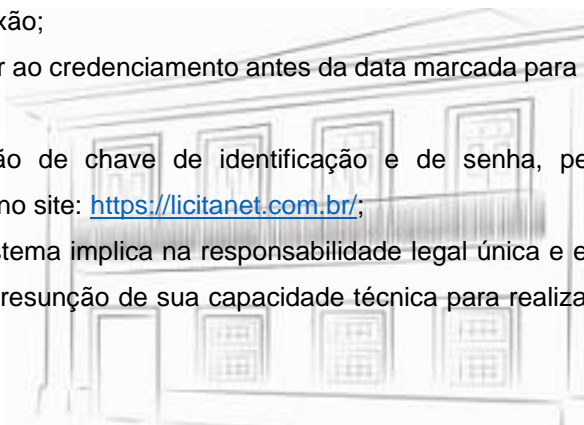 xão;
r ao credenciamento antes da data marcada para
ão de chave de identificação e de senha, pe
no site: https://licitanet.com.br/;
stema implica na responsabilidade legal única e e
resunção de sua capacidade técnica para realiza